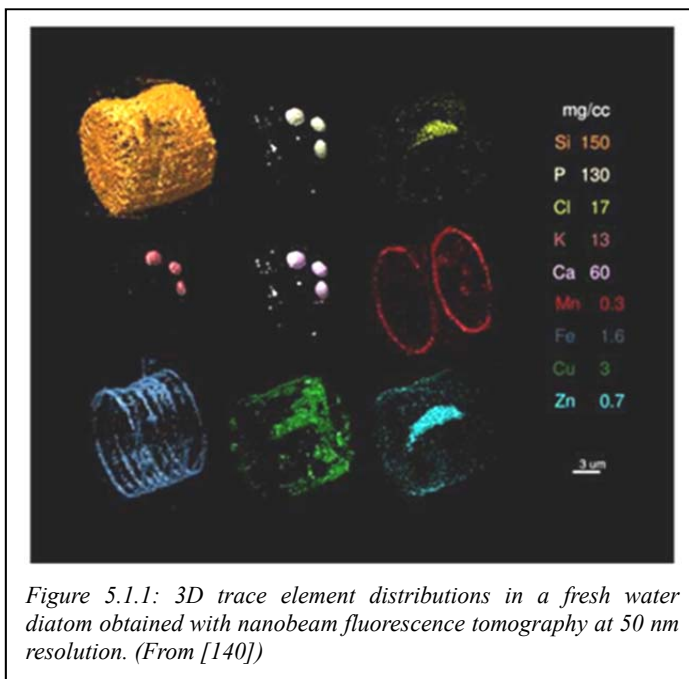 mg/cc
Si 150
P 130
Cl 17
K 13
Ca 60
Mn 0.3
Fe 1.6
Cu 3
Zn 0.7
3 um
Figure 5.1.1: 3D trace element distributions in a fresh water
diatom obtained with nanobeam fluorescence tomography at 50 nm
resolution. (From [140])